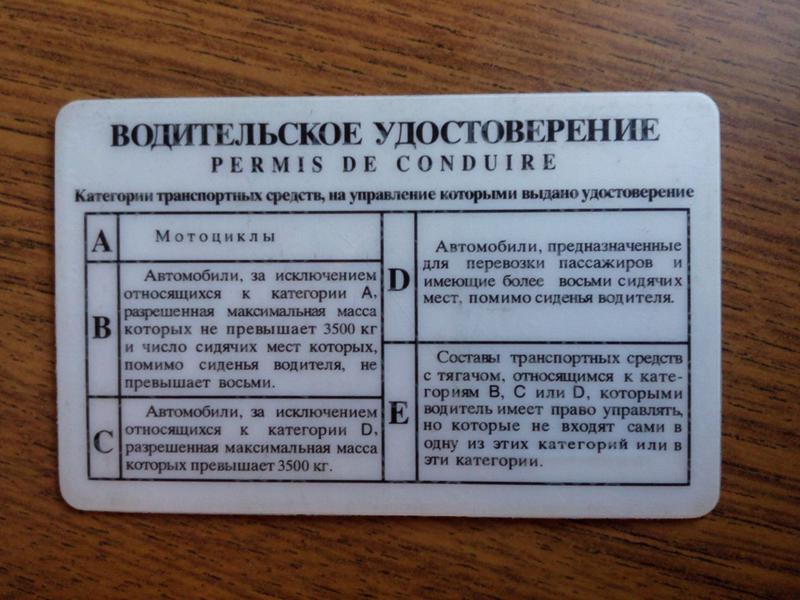 ВОДИТЕЛЬСКОЕ УДОСТОВЕРЕНИЕ
PERMIS DE CONDUIRE
Категории транспортных средств, на управление которыми выдано удостоверение
A
Мотоциклы
B
Автомобили, за исключением
относящихся к категории А,
разрешенная максимальная масса
которых не превышает 3500 кг
и число сидячих мест которых,
помимо сиденья водителя, не
превышает восьми.
C
Автомобили, за исключением
относящихся к категории D,
разрешенная максимальная масса
которых превышает 3500 кг.
D
Автомобили, предназначенные
для перевозки пассажиров и
имеющие более восьми сидячих
мест, помимо сиденья водителя.
E
Составы транспортных средств
с тягачом, относящимся к кате-
гориям B, C или D, которыми
водитель имеет право управлять,
но которые не входят сами в
одну из этих категорий или в
эти категории.